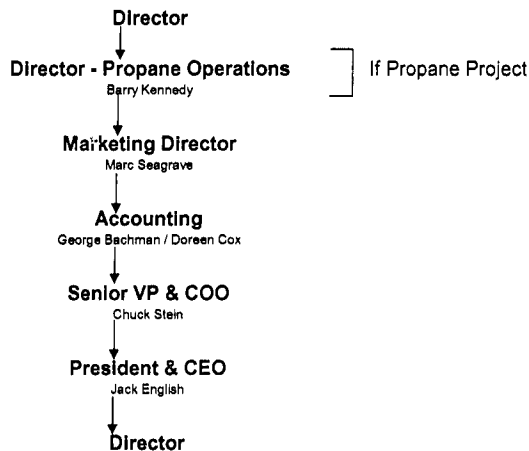 Director
Director - Propane Operations
If Propane Project
Barry Kennedy
Marketing Director
Marc Seagrave
Accounting
George Bachman / Doreen Cox
Senior VP & COO
Chuck Stein
President & CEO
Jack English
Director